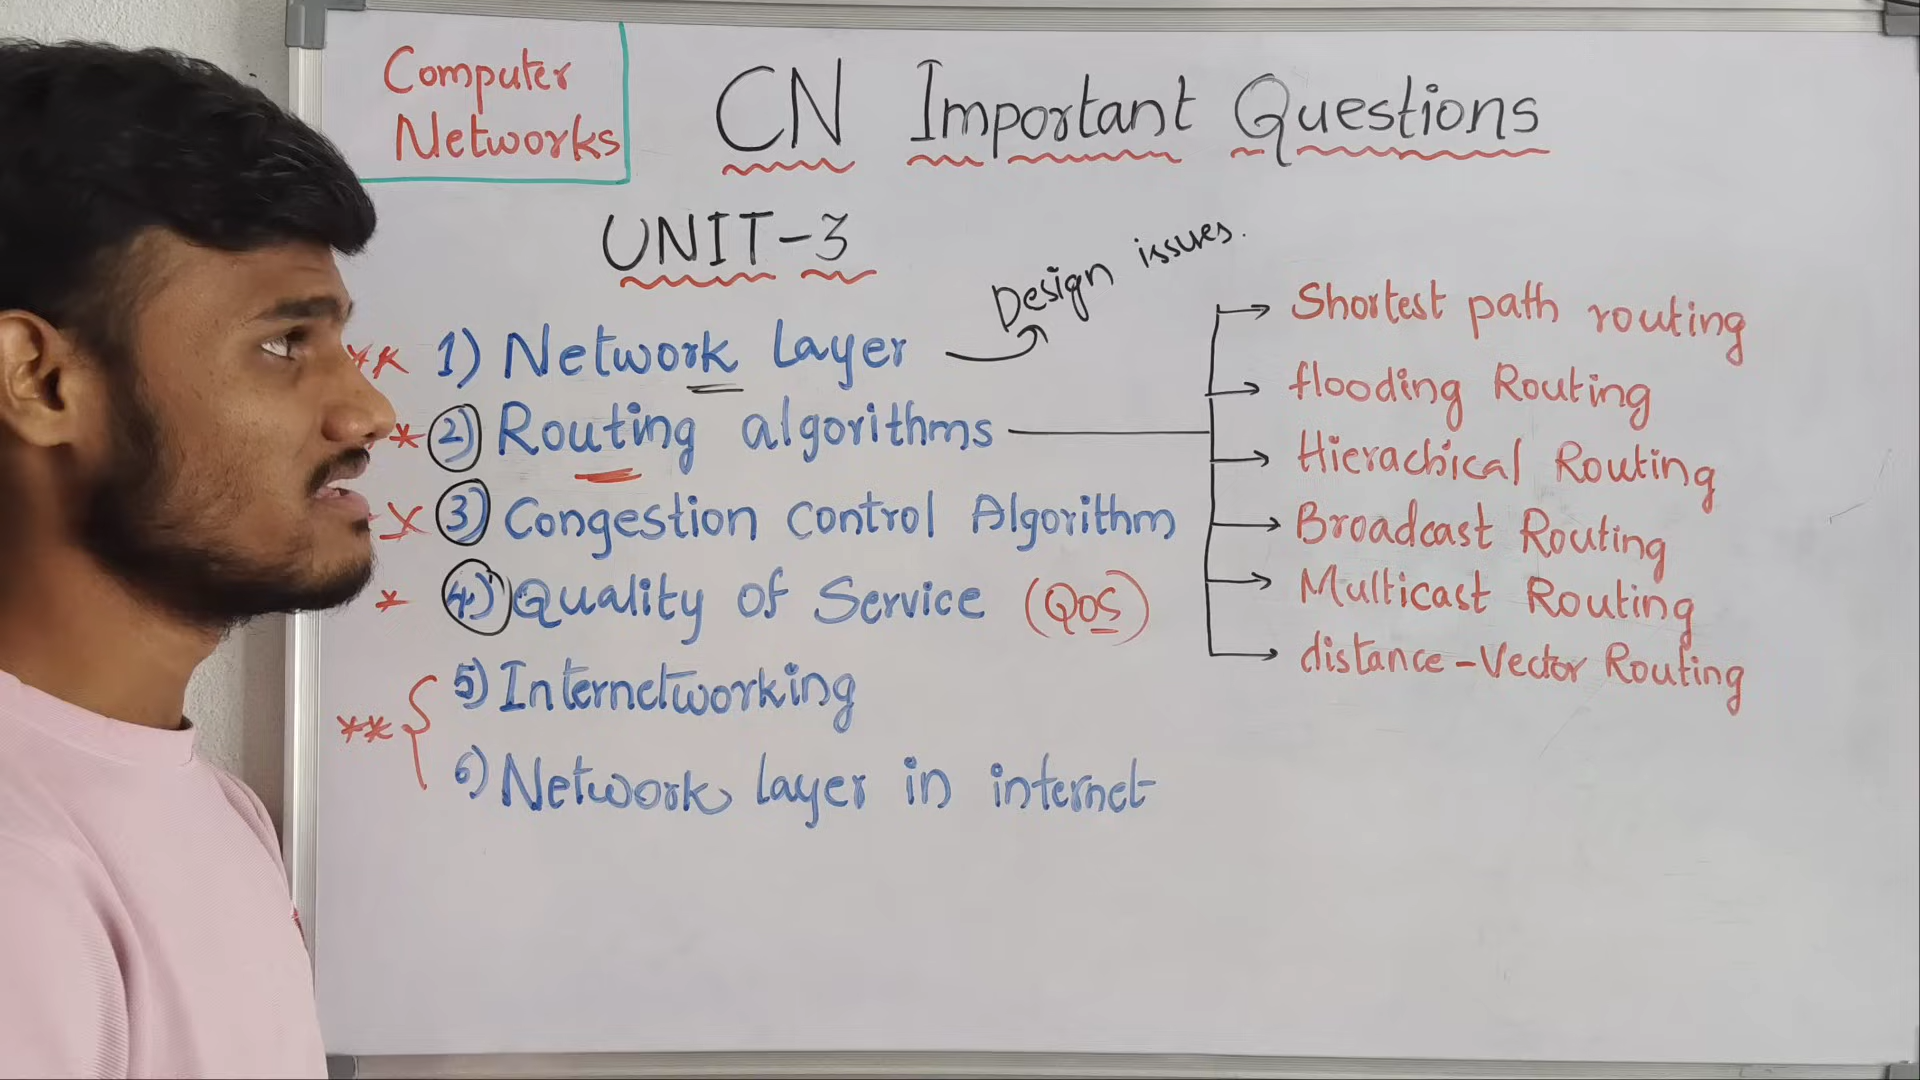 Computer
Networks
CN Important Questions
UNIT-3
** 1) Network Layer
Design issues.
* 2) Routing algorithms
* 3) Congestion Control Algorithm
* 4) Quality of Service (QoS)
** 5) Internetworking
6) Network layer in internet
Shortest path routing
flooding Routing
Hierachical Routing
Broadcast Routing
Multicast Routing
distance-Vector Routing